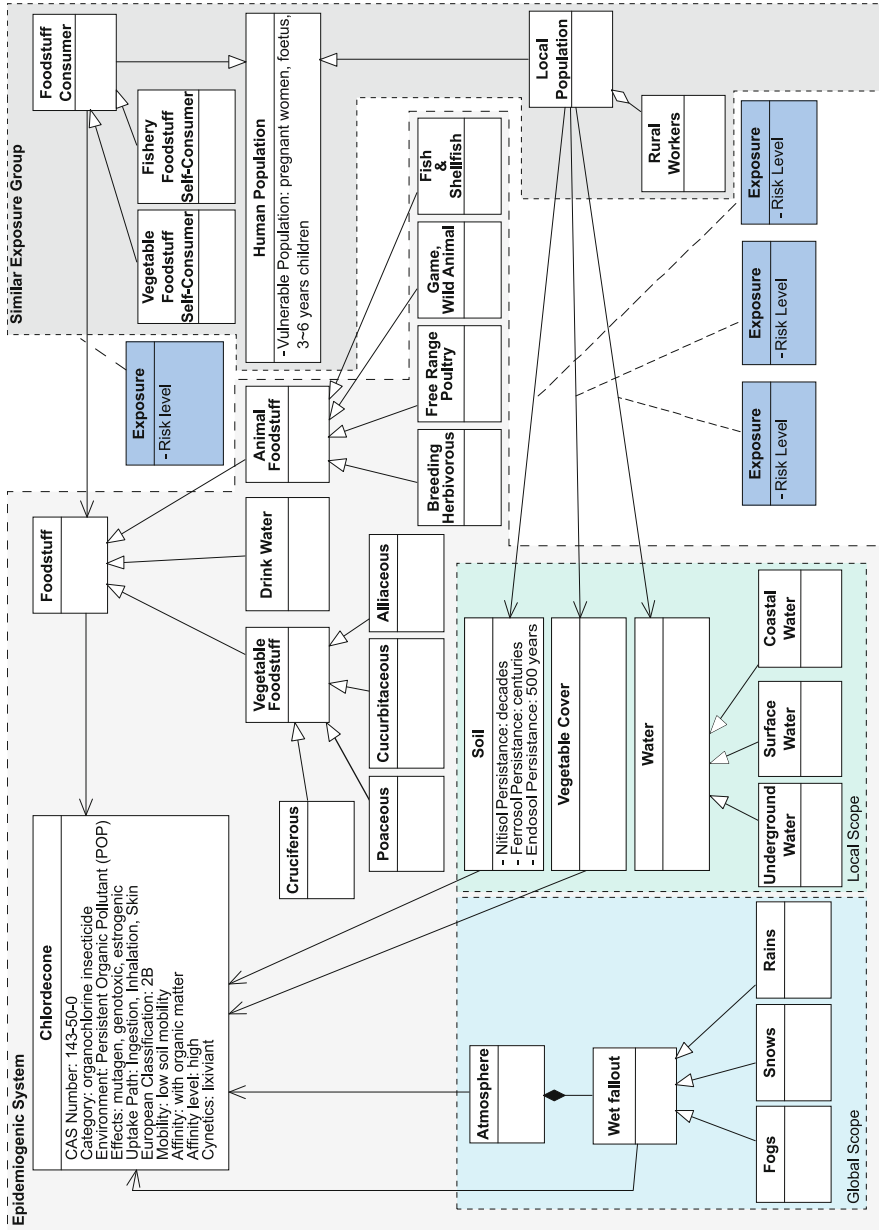 Epidemiogenic System
Chlordecone
CAS Number: 143-50-0
Category: organochlorine insecticide
Environment: Persistent Organic Pollutant (POP)
Effects: mutagen, genotoxic, estrogenic
Uptake Path: Ingestion, Inhalation, Skin
European Classification: 2B
Mobility: low soil mobility
Affinity: with organic matter
Affinity level: high
Cynetics: lixiviant
Foodstuff
Similar Exposure Group
Foodstuff
Consumer
Exposure
- Risk level
Vegetable
Foodstuff
Self-Consumer
Fishery
Foodstuff
Self-Consumer
Cruciferous
Vegetable
Foodstuff
Drink Water
Animal
Foodstuff
Human Population
- Vulnerable Population: pregnant women, foetus,
3~6 years children
Poaceous
Cucurbitaceous
Alliaceous
Breeding
Herbivorous
Free Range
Poultry
Game,
Wild Animal
Fish
&
Shellfish
Atmosphere
Soil
- Nitisol Persistance: decades
- Ferrosol Persistance: centuries
- Endosol Persistance: 500 years
Local
Population
Vegetable Cover
Wet fallout
Water
Rural
Workers
Fogs
Snows
Rains
Underground
Water
Surface
Water
Coastal
Water
Exposure
- Risk Level
Exposure
- Risk Level
Exposure
- Risk Level
Global Scope
Local Scope